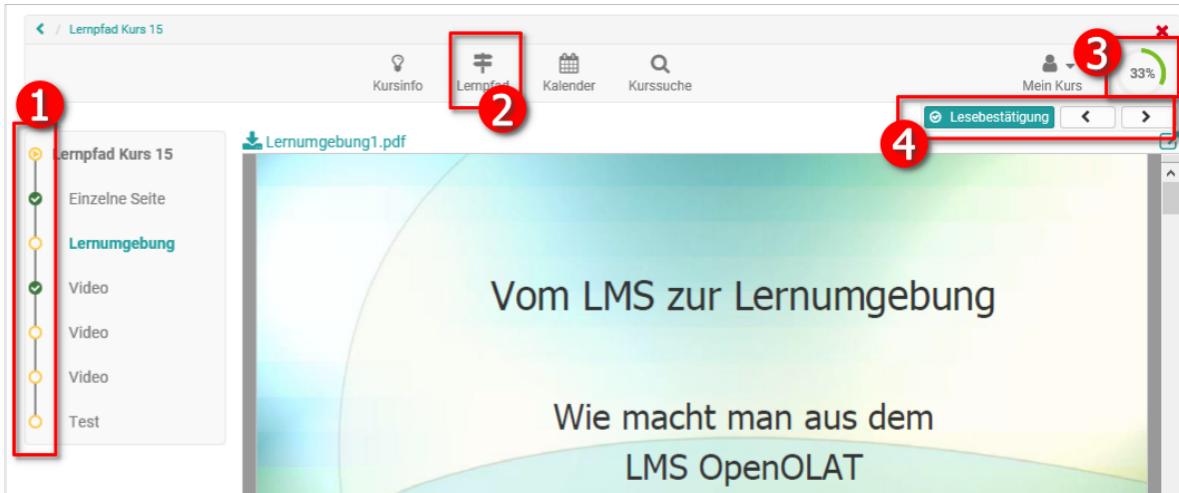 / Lernpfad Kurs 15
Kursinfo
Lernpfad
Kalender
Kurssuche
Mein Kurs
33%
1
2
3
4
Lesebestätigung
Lernpfad Kurs 15
Einzelne Seite
Lernumgebung
Video
Video
Video
Test
Lernumgebung1.pdf
Vom LMS zur Lernumgebung
Wie macht man aus dem
LMS OpenOLAT